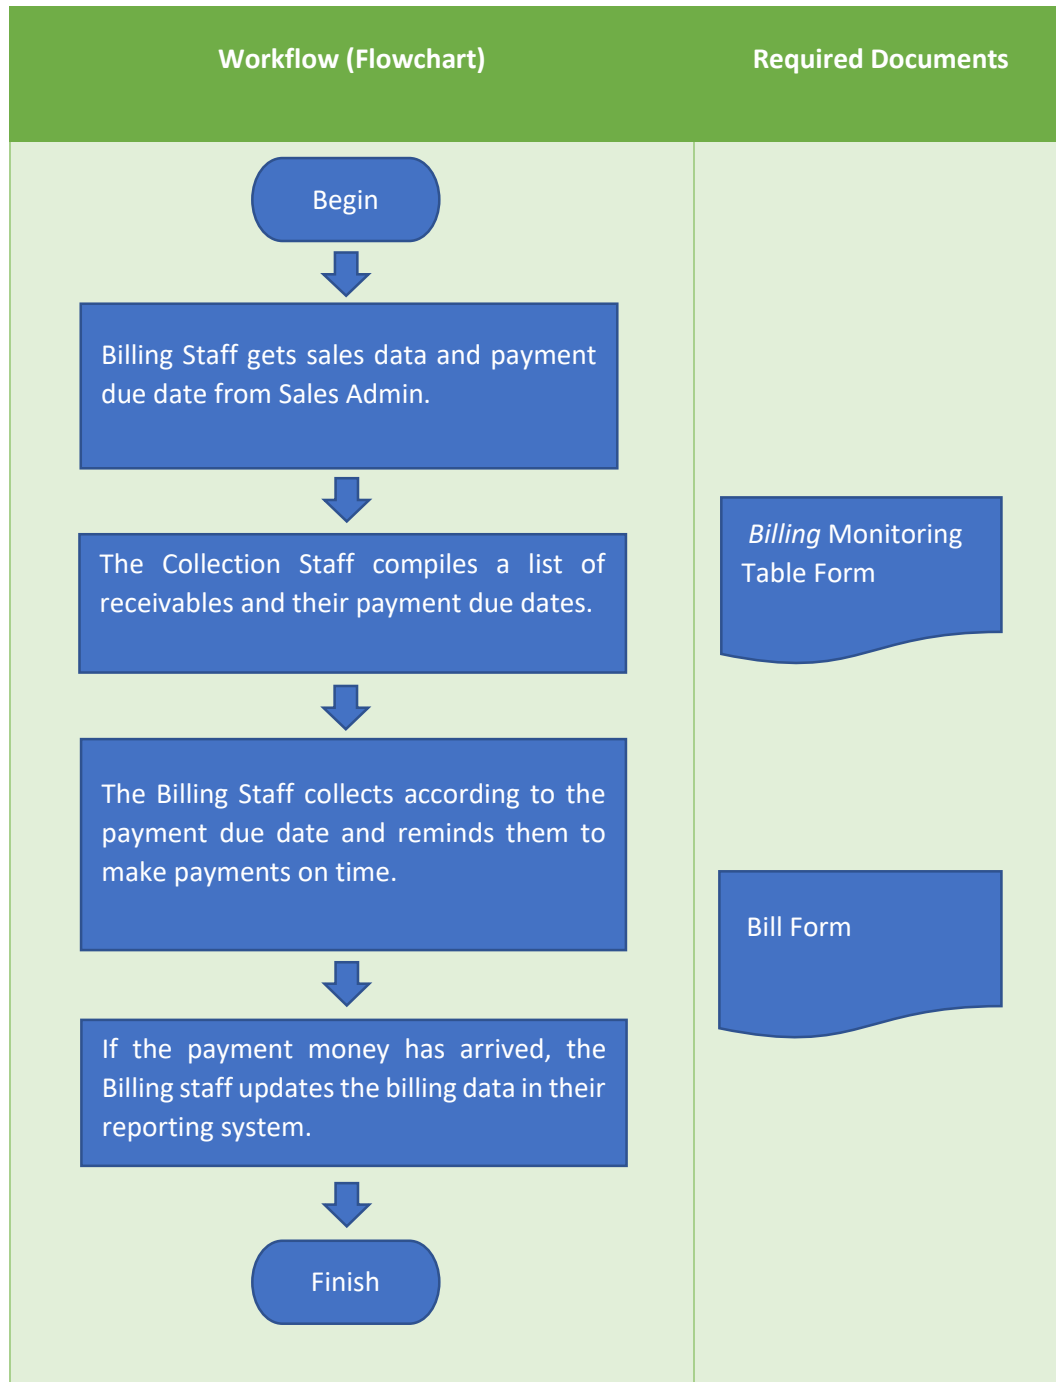 Workflow (Flowchart)
Required Documents
Begin
Billing Staff gets sales data and payment
due date from Sales Admin.
The Collection Staff compiles a list of
receivables and their payment due dates.
Billing Monitoring
Table Form
The Billing Staff collects according to the
payment due date and reminds them to
make payments on time.
Bill Form
If the payment money has arrived, the
Billing staff updates the billing data in their
reporting system.
Finish